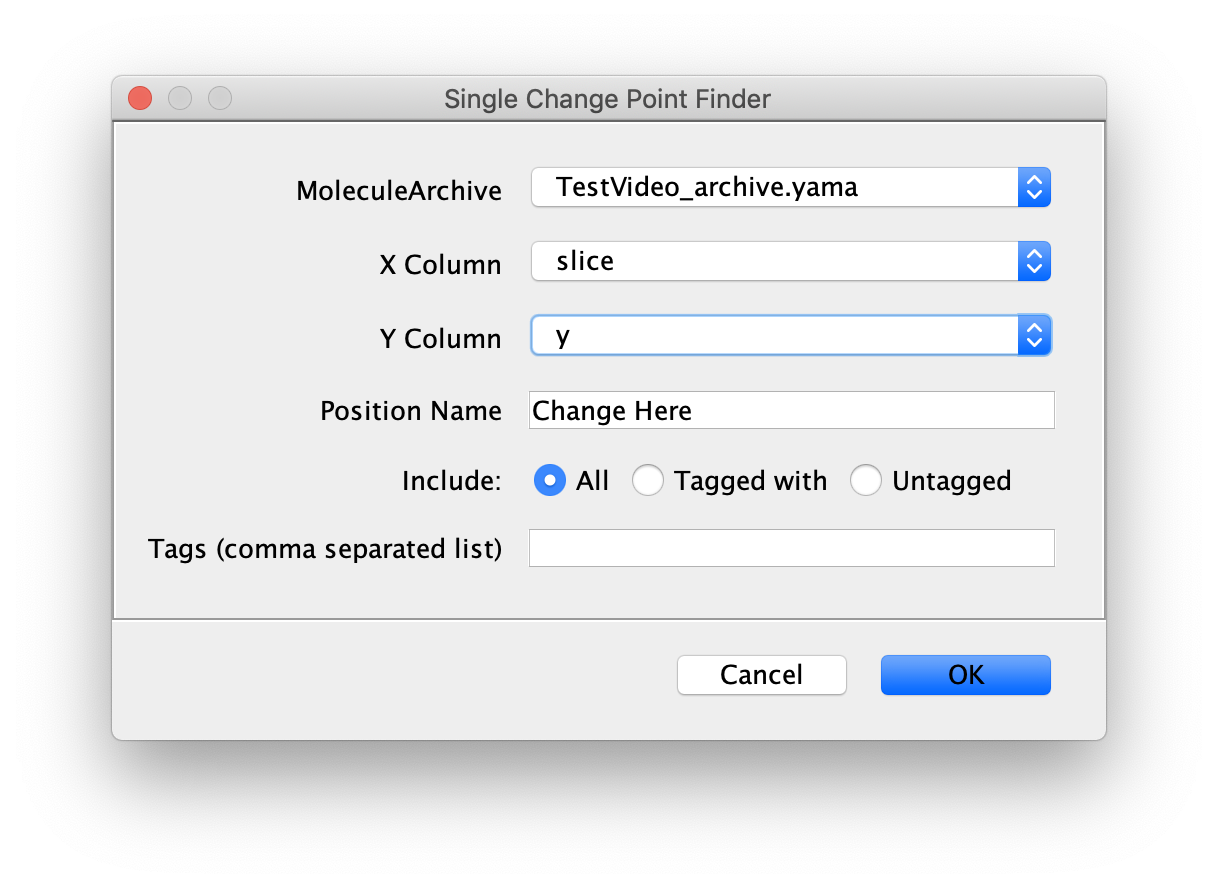 Single Change Point Finder
MoleculeArchive TestVideo_archive.yama
X Column slice
Y Column y
Position Name Change Here
Include: All Tagged with Untagged
Tags (comma separated list)
Cancel OK